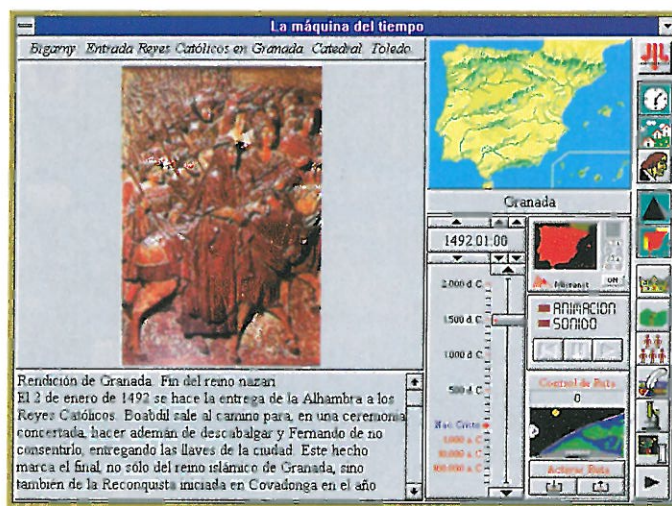 La máquina del tiempo
Bigarny. Entrada Reyes Católicos en Granada. Catedral Toledo.
Granada
1492:01:00
ON
2.000 d. C.
1.500 d. C.
1.000 d. C.
500 d. C.
Nac. Cristo
1.000 a. C.
10.000 a. C.
100.000 a. C.
ANIMACION
SONIDO
Control de Ruta
0
Activar Ruta
Rendición de Granada. Fin del reino nazarí
El 2 de enero de 1492 se hace la entrega de la Alhambra a los
Reyes Católicos. Boabdil sale al camino para, en una ceremonia
concertada, hacer ademán de descabalgar y Fernando de no
consentirlo, entregando las llaves de la ciudad. Este hecho
marca el final, no sólo del reino islámico de Granada, sino
también de la Reconquista iniciada en Covadonga en el año